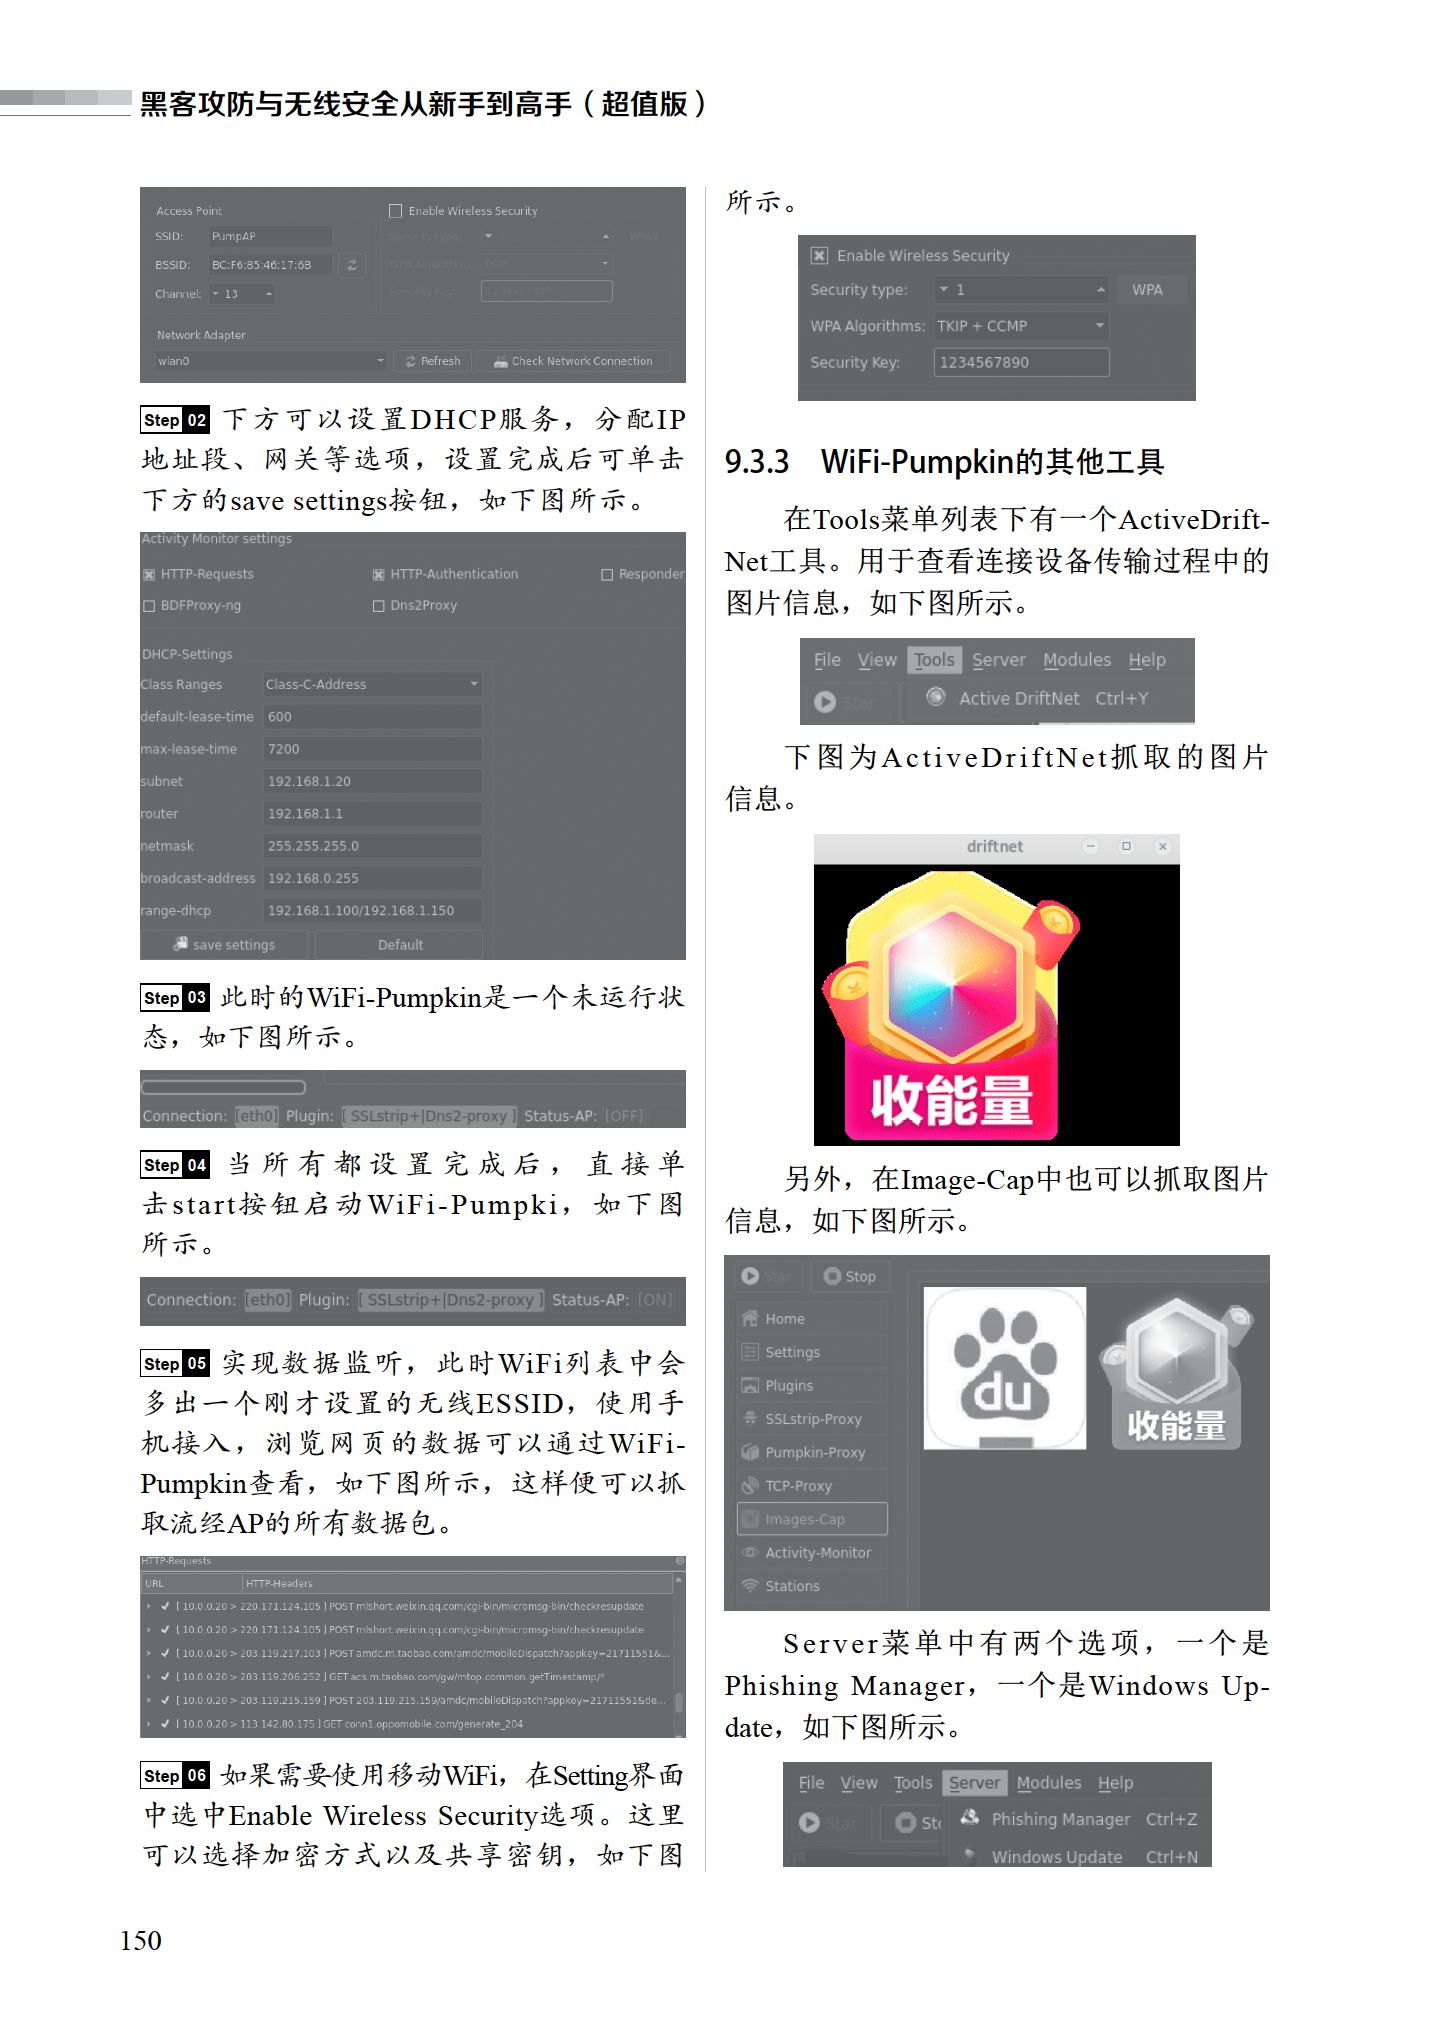 黑客攻防与无线安全从新手到高手（超值版）
Access Point
Enable Wireless Security
SSID: PumpAP
Security type:
BSSID: BC:F6:85:46:17:6B
WPA Algorithms: TKIP
Channel: 13
Security Key: 1234567890
Network Adapter
wlan0 Refresh Check Network Connection
Step 02 下方可以设置DHCP服务，分配IP
地址段、网关等选项，设置完成后可单击
下方的save settings按钮，如下图所示。
Activity Monitor settings
HTTP-Requests HTTP-Authentication Responder
BDFProxy-ng Dns2Proxy
DHCP-Settings
Class Ranges Class-C-Address
default-lease-time 600
max-lease-time 7200
subnet 192.168.1.20
router 192.168.1.1
netmask 255.255.255.0
broadcast-address 192.168.0.255
range-dhcp 192.168.1.100/192.168.1.150
save settings Default
Step 03 此时的WiFi-Pumpkin是一个未运行状
态，如下图所示。
Connection: [eth0] Plugin: [ SSLstrip+|Dns2-proxy ] Status-AP: [OFF]
Step 04 当所有都设置完成后，直接单
击start按钮启动WiFi-Pumpki，如下图
所示。
Connection: [eth0] Plugin: [ SSLstrip+|Dns2-proxy ] Status-AP: [ON]
Step 05 实现数据监听，此时WiFi列表中会
多出一个刚才设置的无线ESSID，使用手
机接入，浏览网页的数据可以通过WiFi-
Pumpkin查看，如下图所示，这样便可以抓
取流经AP的所有数据包。
HTTP-Requests
URL HTTP-Headers
[ 10.0.0.20 > 220.171.124.105 ] POST mlshort.weixin.qq.com/cgi-bin/micromsg-bin/checkresupdate
[ 10.0.0.20 > 220.171.124.105 ] POST mlshort.weixin.qq.com/cgi-bin/micromsg-bin/checkresupdate
[ 10.0.0.20 > 203.119.217.103 ] POST amdc.m.taobao.com/amdc/mobileDispatch?appkey=21711551&...
[ 10.0.0.20 > 203.119.206.252 ] GET acs.m.taobao.com/gw/mtop.common.getTimestamp/*
[ 10.0.0.20 > 203.119.215.159 ] POST 203.119.215.159/amdc/mobileDispatch?appkey=21711551&de...
[ 10.0.0.20 > 113.142.80.175 ] GET conn1.oppomobile.com/generate_204
Step 06 如果需要使用移动WiFi，在Setting界面
中选中Enable Wireless Security选项。这里
可以选择加密方式以及共享密钥，如下图
所示。
Enable Wireless Security
Security type: 1 WPA
WPA Algorithms: TKIP + CCMP
Security Key: 1234567890
9.3.3 WiFi-Pumpkin的其他工具
在Tools菜单列表下有一个ActiveDrift-
Net工具。用于查看连接设备传输过程中的
图片信息，如下图所示。
File View Tools Server Modules Help
Star Active DriftNet Ctrl+Y
下图为ActiveDriftNet抓取的图片
信息。
driftnet
收能量
另外，在Image-Cap中也可以抓取图片
信息，如下图所示。
Star Stop
Home
Settings
Plugins
SSLstrip-Proxy
Pumpkin-Proxy
TCP-Proxy
Images-Cap
Activity-Monitor
Stations
du
收能量
Server菜单中有两个选项，一个是
Phishing Manager，一个是Windows Up-
date，如下图所示。
File View Tools Server Modules Help
Star Sto Phishing Manager Ctrl+Z
Windows Update Ctrl+N
150